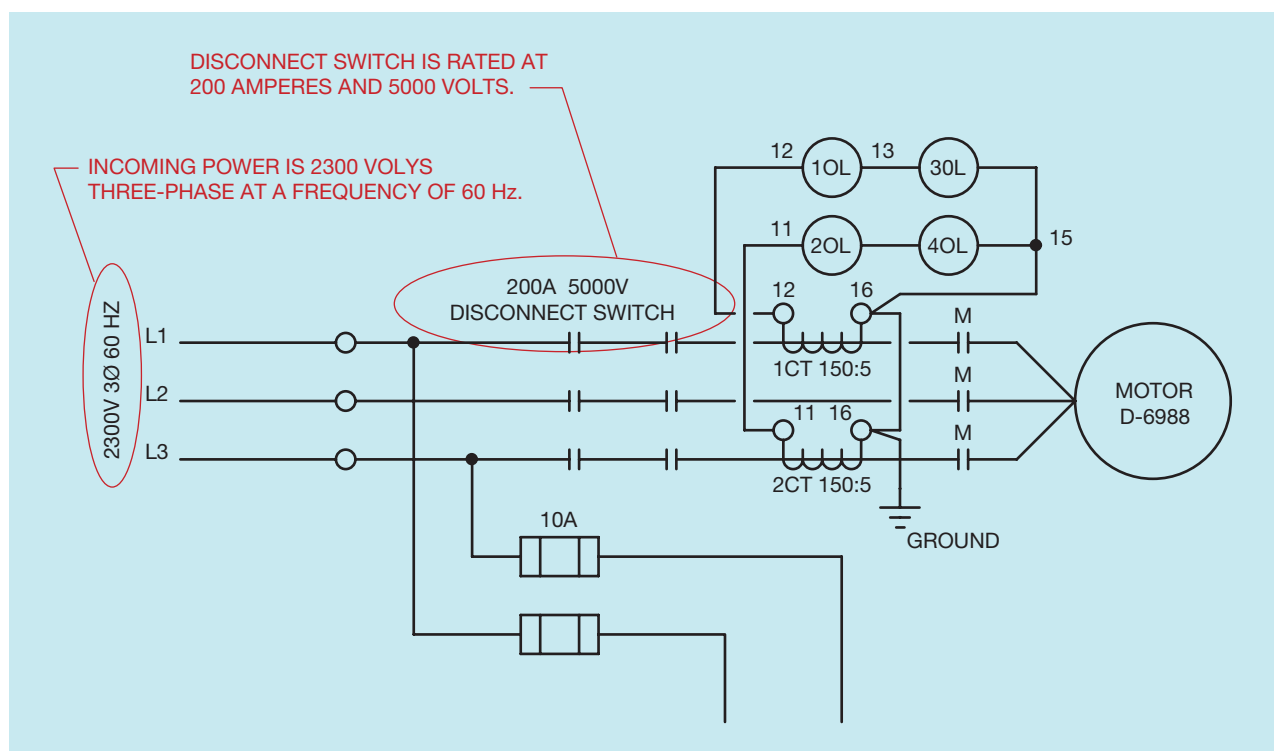 DISCONNECT SWITCH IS RATED AT
200 AMPERES AND 5000 VOLTS.
INCOMING POWER IS 2300 VOLYS
THREE-PHASE AT A FREQUENCY OF 60 Hz.
2300V 3Ø 60 HZ
L1
L2
L3
200A 5000V
DISCONNECT SWITCH
12
1OL
13
30L
11
2OL
4OL
15
12
16
1CT 150:5
11
16
2CT 150:5
M
M
M
MOTOR
D-6988
GROUND
10A